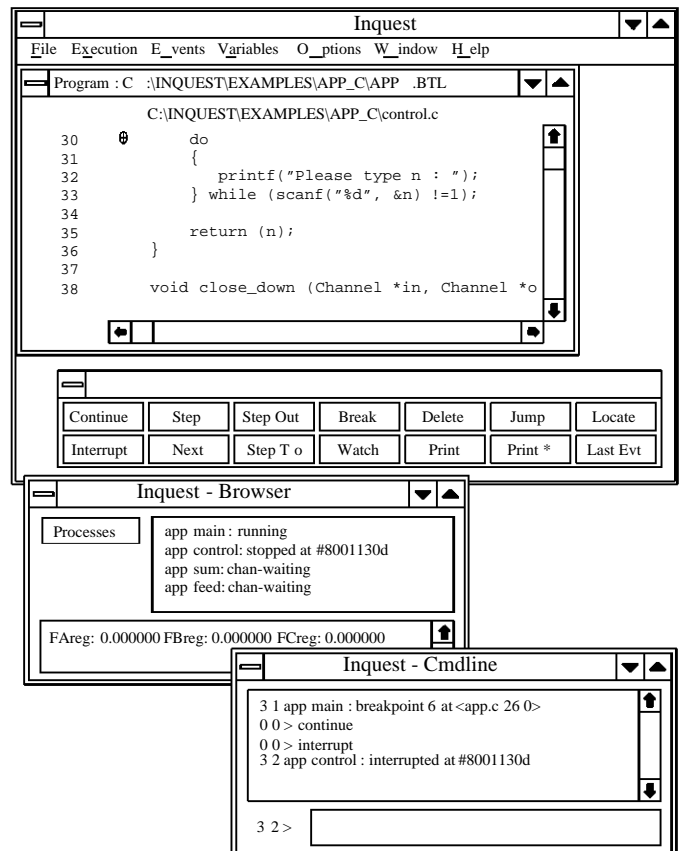 Inquest
File Execution E_vents Variables O_ptions W_indow H_elp
Program : C :\INQUEST\EXAMPLES\APP_C\APP .BTL
C:\INQUEST\EXAMPLES\APP_C\control.c
30 do
31 {
32 printf("Please type n : ");
33 } while (scanf("%d", &n) !=1);
34
35 return (n);
36 }
37
38 void close_down (Channel *in, Channel *o
Continue Step Step Out Break Delete Jump Locate
Interrupt Next Step T o Watch Print Print * Last Evt
Inquest - Browser
Processes
app main : running
app control: stopped at #8001130d
app sum: chan-waiting
app feed: chan-waiting
FAreg: 0.000000 FBreg: 0.000000 FCreg: 0.000000
Inquest - Cmdline
3 1 app main : breakpoint 6 at <app.c 26 0>
0 0 > continue
0 0 > interrupt
3 2 app control : interrupted at #8001130d
3 2 >